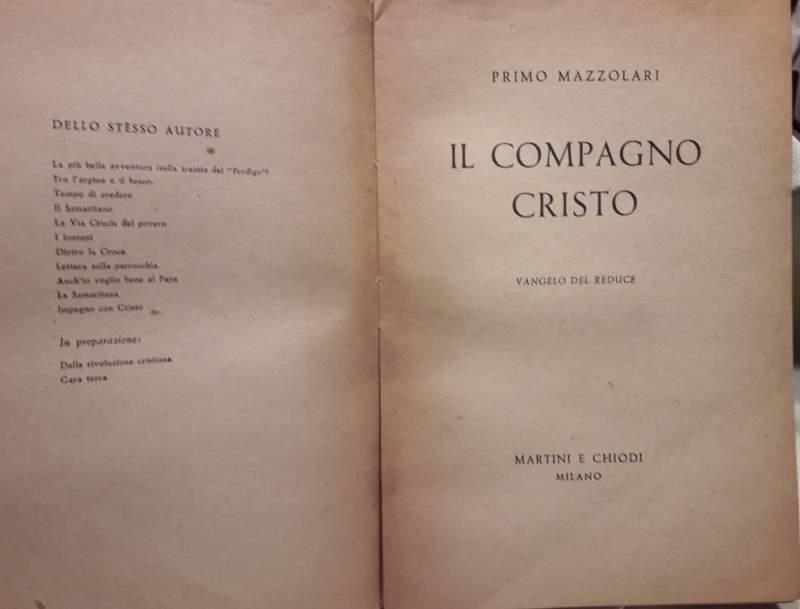 DELLO STESSO AUTORE
La più bella avventura (sulla traccia del "Prodigo")
Tra l'argine e il bosco.
Tempo di credere
Il Samaritano
La Via Crucis del povero
I lontani
Dietro la Croce
Lettera sulla parrocchia
Anch'io voglio bene al Papa
La Samaritana
Impegno con Cristo
In preparazione:
Della rivoluzione cristiana
Cara terra
PRIMO MAZZOLARI
IL COMPAGNO
CRISTO
VANGELO DEL REDUCE
MARTINI E CHIODI
MILANO